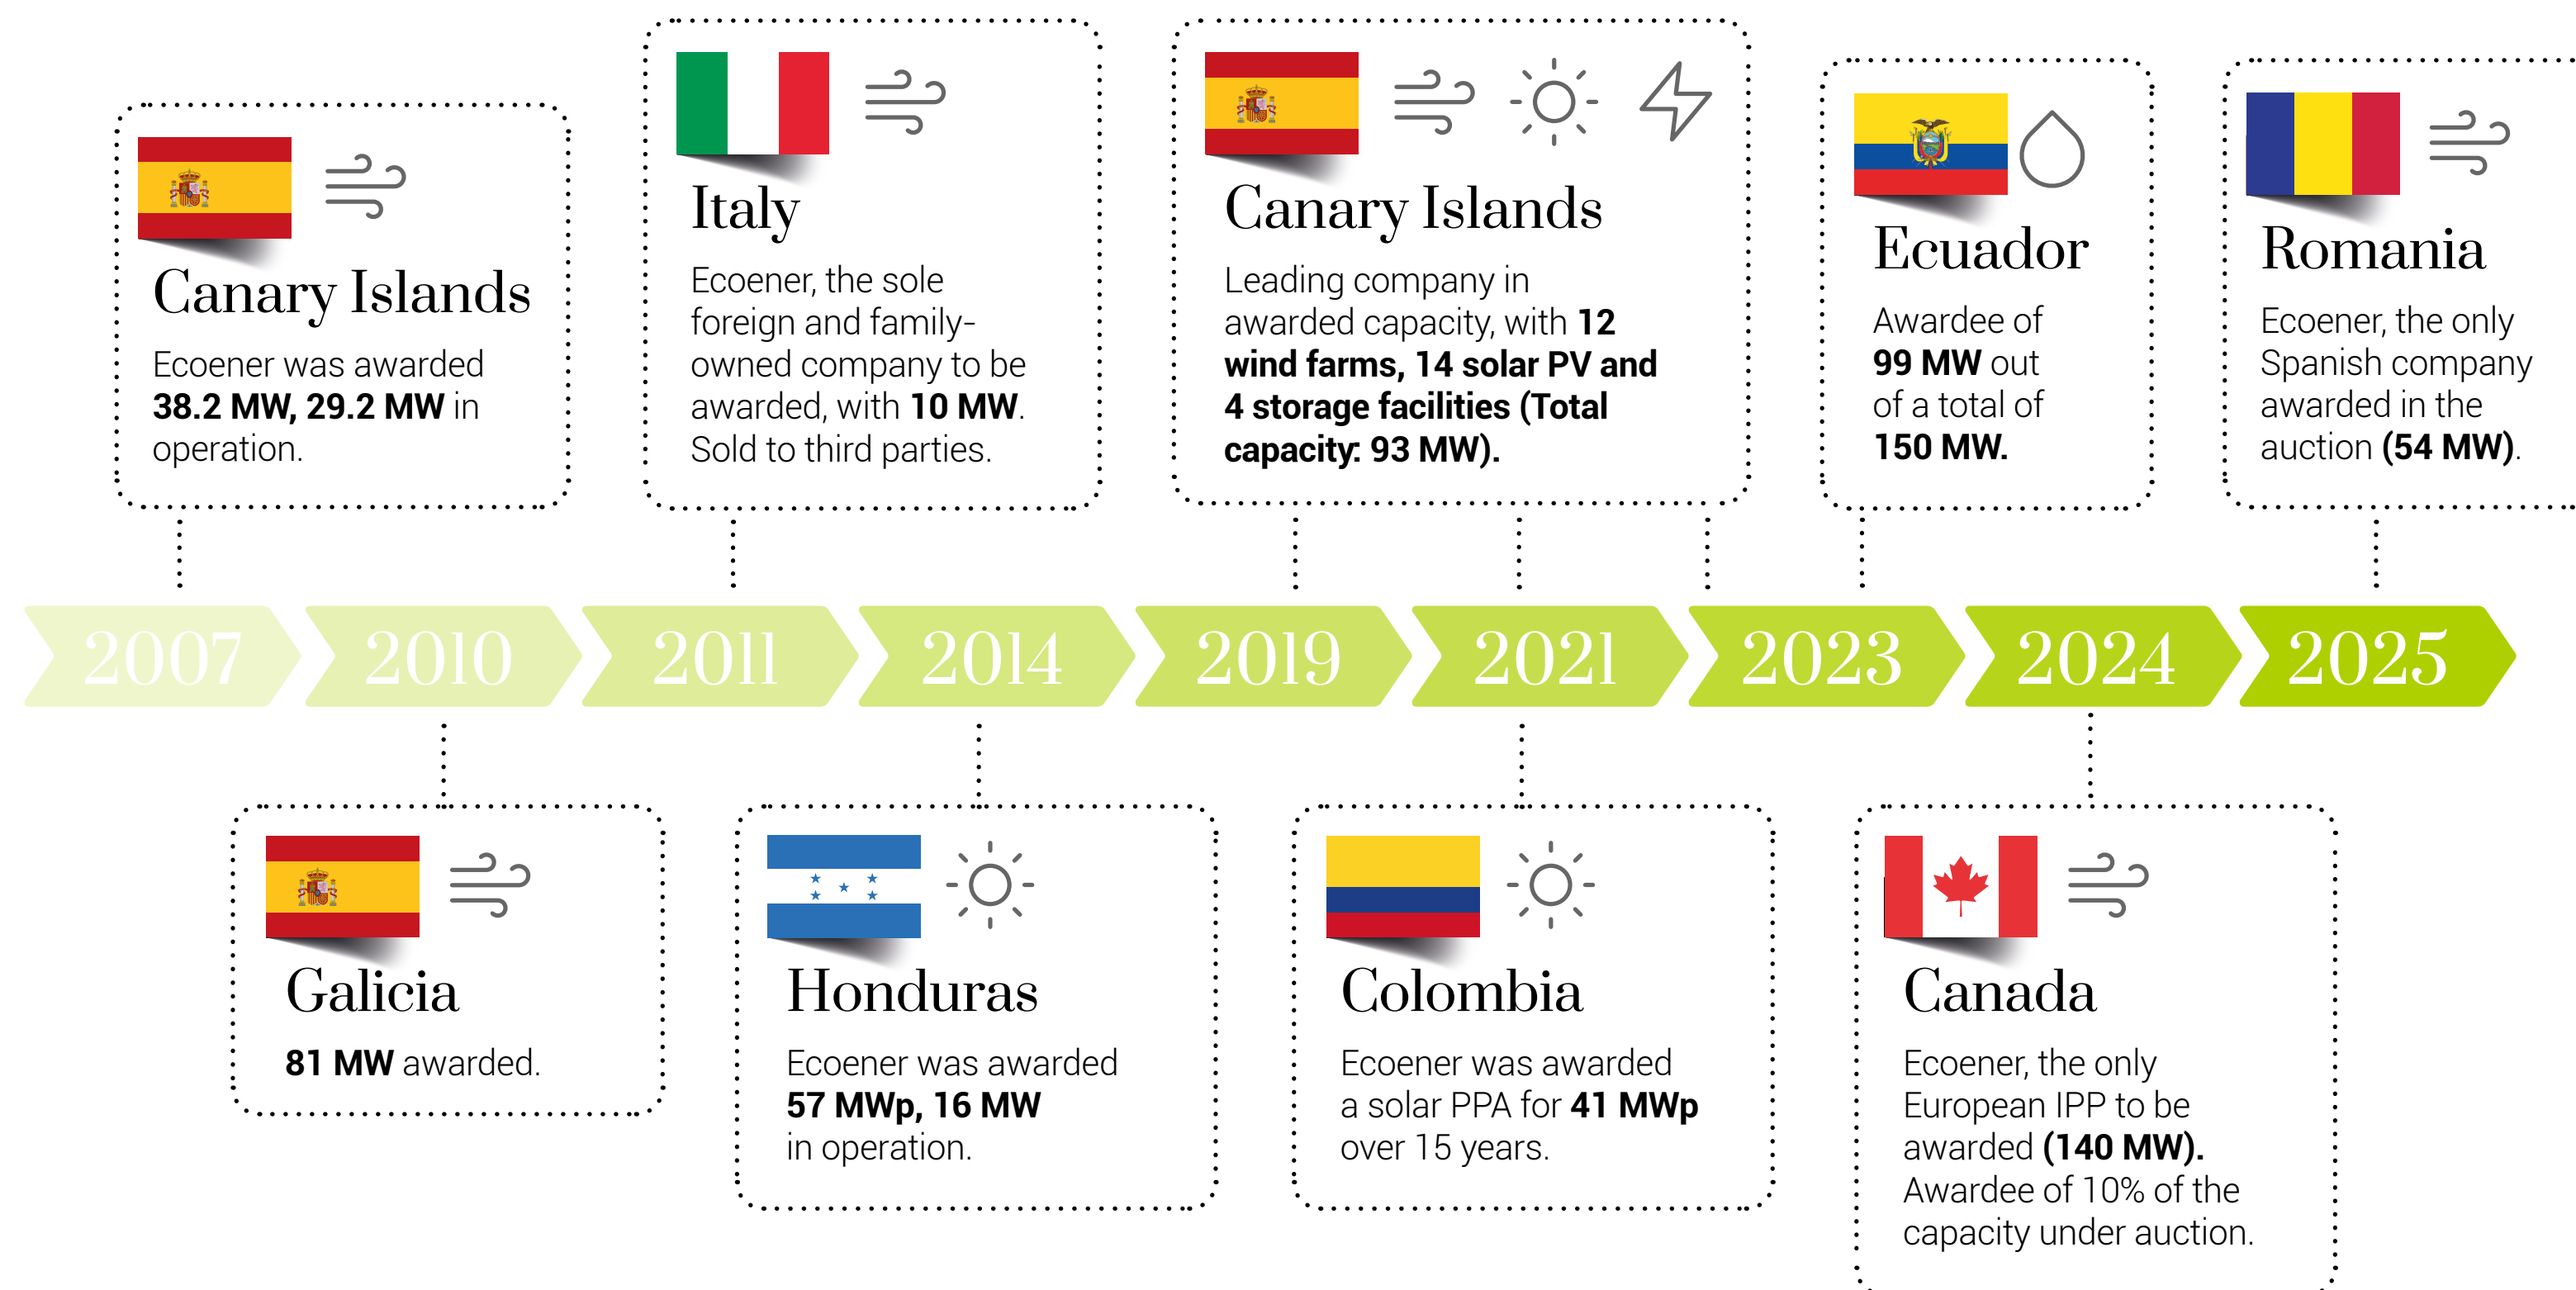 Canary Islands
Ecoener was awarded
38.2 MW, 29.2 MW in
operation.
Italy
Ecoener, the sole
foreign and family-
owned company to be
awarded, with 10 MW.
Sold to third parties.
Canary Islands
Leading company in
awarded capacity, with 12
wind farms, 14 solar PV and
4 storage facilities (Total
capacity: 93 MW).
Ecuador
Awardee of
99 MW out
of a total of
150 MW.
Romania
Ecoener, the only
Spanish company
awarded in the
auction (54 MW).
2007
2010
2011
2014
2019
2021
2023
2024
2025
Galicia
81 MW awarded.
Honduras
Ecoener was awarded
57 MWp, 16 MW
in operation.
Colombia
Ecoener was awarded
a solar PPA for 41 MWp
over 15 years.
Canada
Ecoener, the only
European IPP to be
awarded (140 MW).
Awardee of 10% of the
capacity under auction.